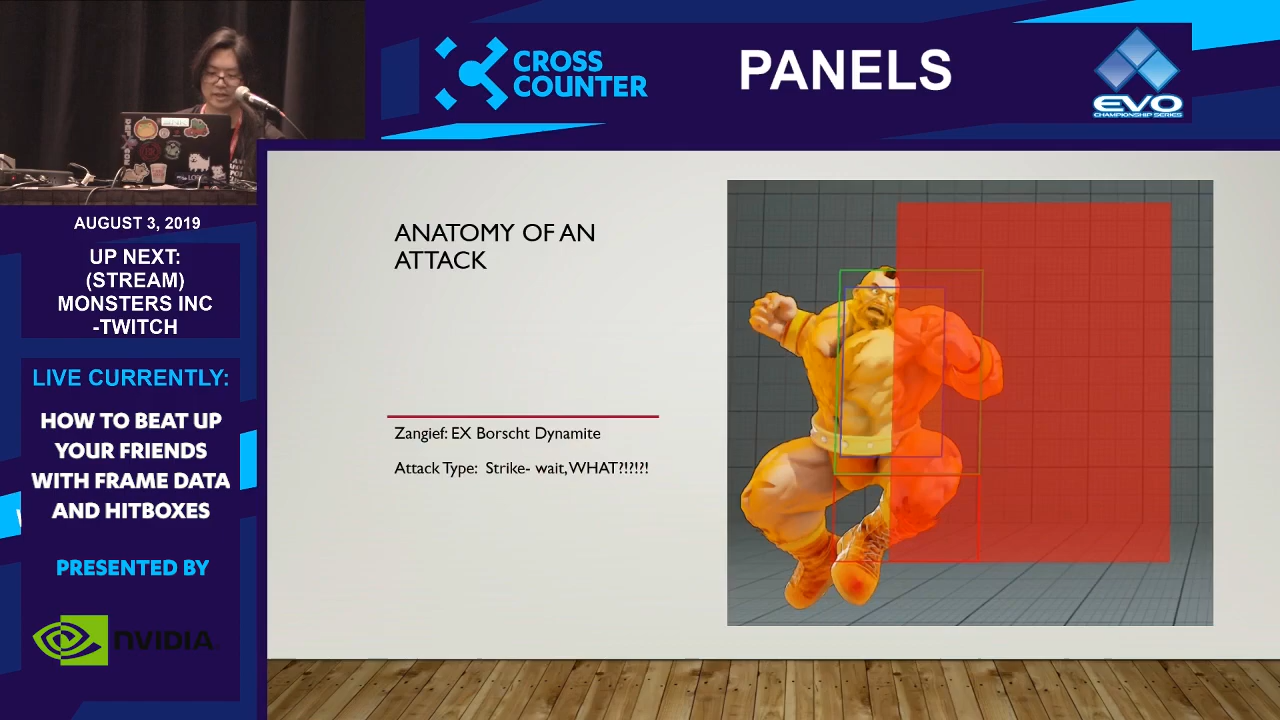 CROSS
COUNTER
PANELS
EVO
CHAMPIONSHIP SERIES
AUGUST 3, 2019
UP NEXT:
(STREAM)
MONSTERS INC
-TWITCH
LIVE CURRENTLY:
HOW TO BEAT UP
YOUR FRIENDS
WITH FRAME DATA
AND HITBOXES
PRESENTED BY
NVIDIA
ANATOMY OF AN
ATTACK
Zangief: EX Borscht Dynamite
Attack Type: Strike- wait, WHAT?!?!?!